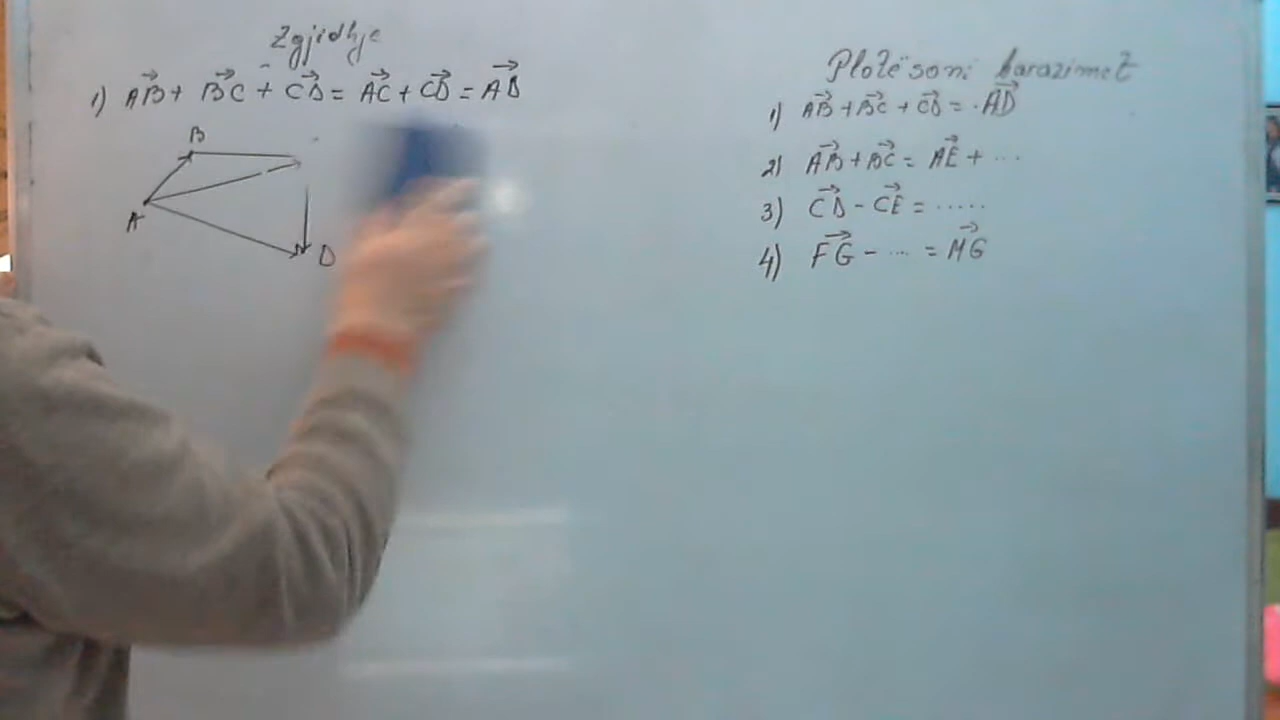 Zgjidhje
1) AB⃗ + BC⃗ + CD⃗ = AC⃗ + CD⃗ = AD⃗
B
A
D
Plotësoni barazimet
1) AB⃗ + BC⃗ + CD⃗ = .AD⃗
2) AB⃗ + BC⃗ = AE⃗ + ...
3) CD⃗ - CE⃗ = .....
4) FG⃗ - ... = MG⃗